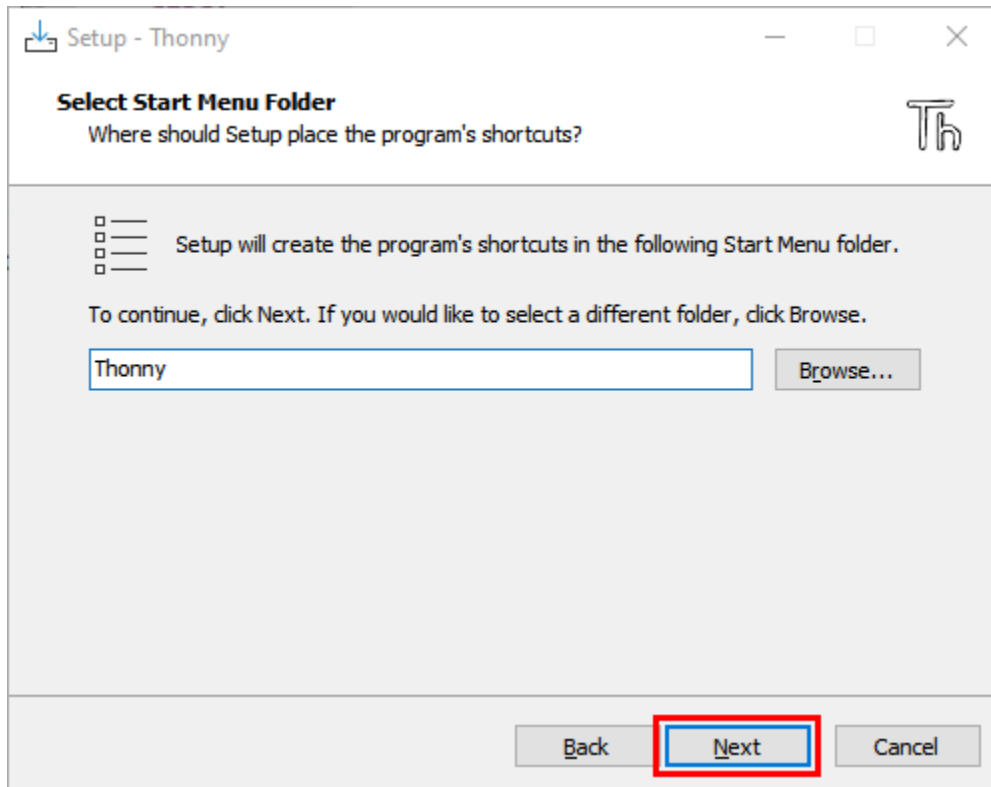 Setup - Thonny
Select Start Menu Folder
Where should Setup place the program's shortcuts?
Th
Setup will create the program's shortcuts in the following Start Menu folder.
To continue, click Next. If you would like to select a different folder, click Browse.
Thonny
Browse...
Back
Next
Cancel